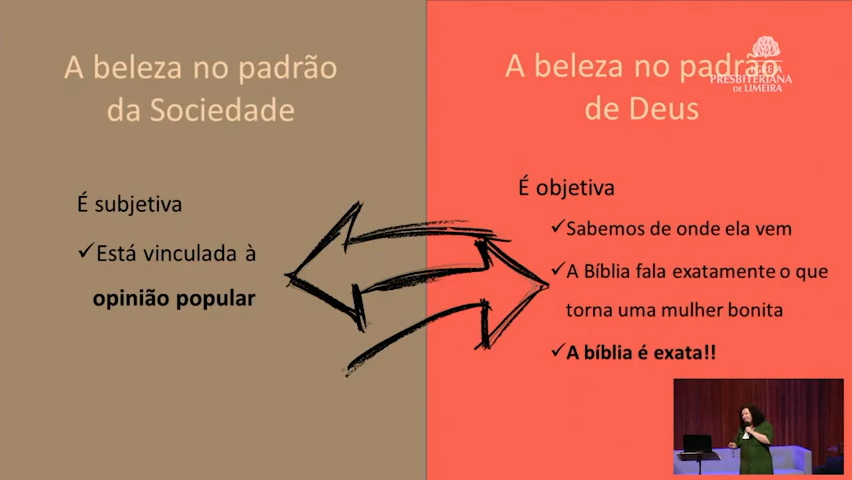 A beleza no padrão
da Sociedade
É subjetiva
✓Está vinculada à
opinião popular
A beleza no padrão
de Deus
IGREJA
PRESBITERIANA
DE LIMEIRA
É objetiva
✓Sabemos de onde ela vem
✓A Bíblia fala exatamente o que
torna uma mulher bonita
✓A bíblia é exata!!